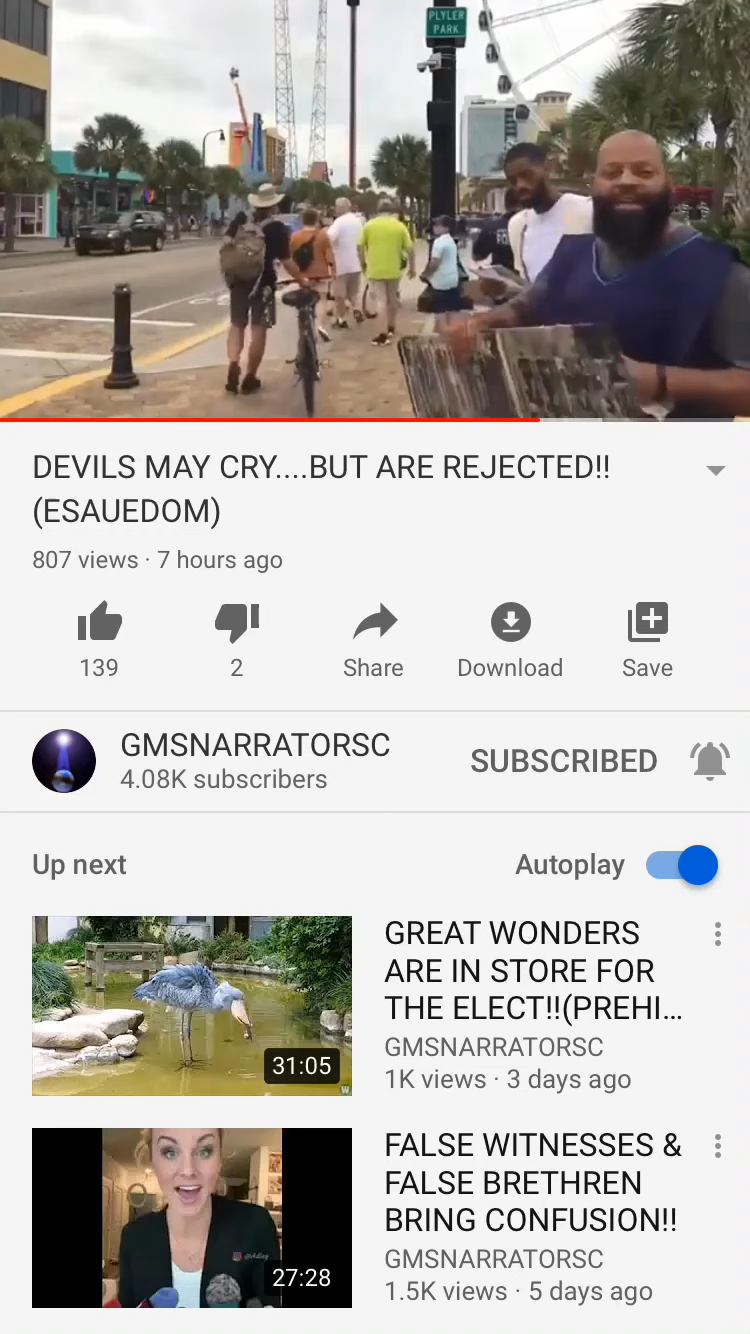 PLYLER
PARK
DEVILS MAY CRY....BUT ARE REJECTED!!
(ESAUEDOM)
807 views · 7 hours ago
139
2
Share
Download
Save
GMSNARRATORSC
4.08K subscribers
SUBSCRIBED
Up next
Autoplay
31:05
GREAT WONDERS
ARE IN STORE FOR
THE ELECT!!(PREHI...
GMSNARRATORSC
1K views · 3 days ago
27:28
FALSE WITNESSES &
FALSE BRETHREN
BRING CONFUSION!!
GMSNARRATORSC
1.5K views · 5 days ago